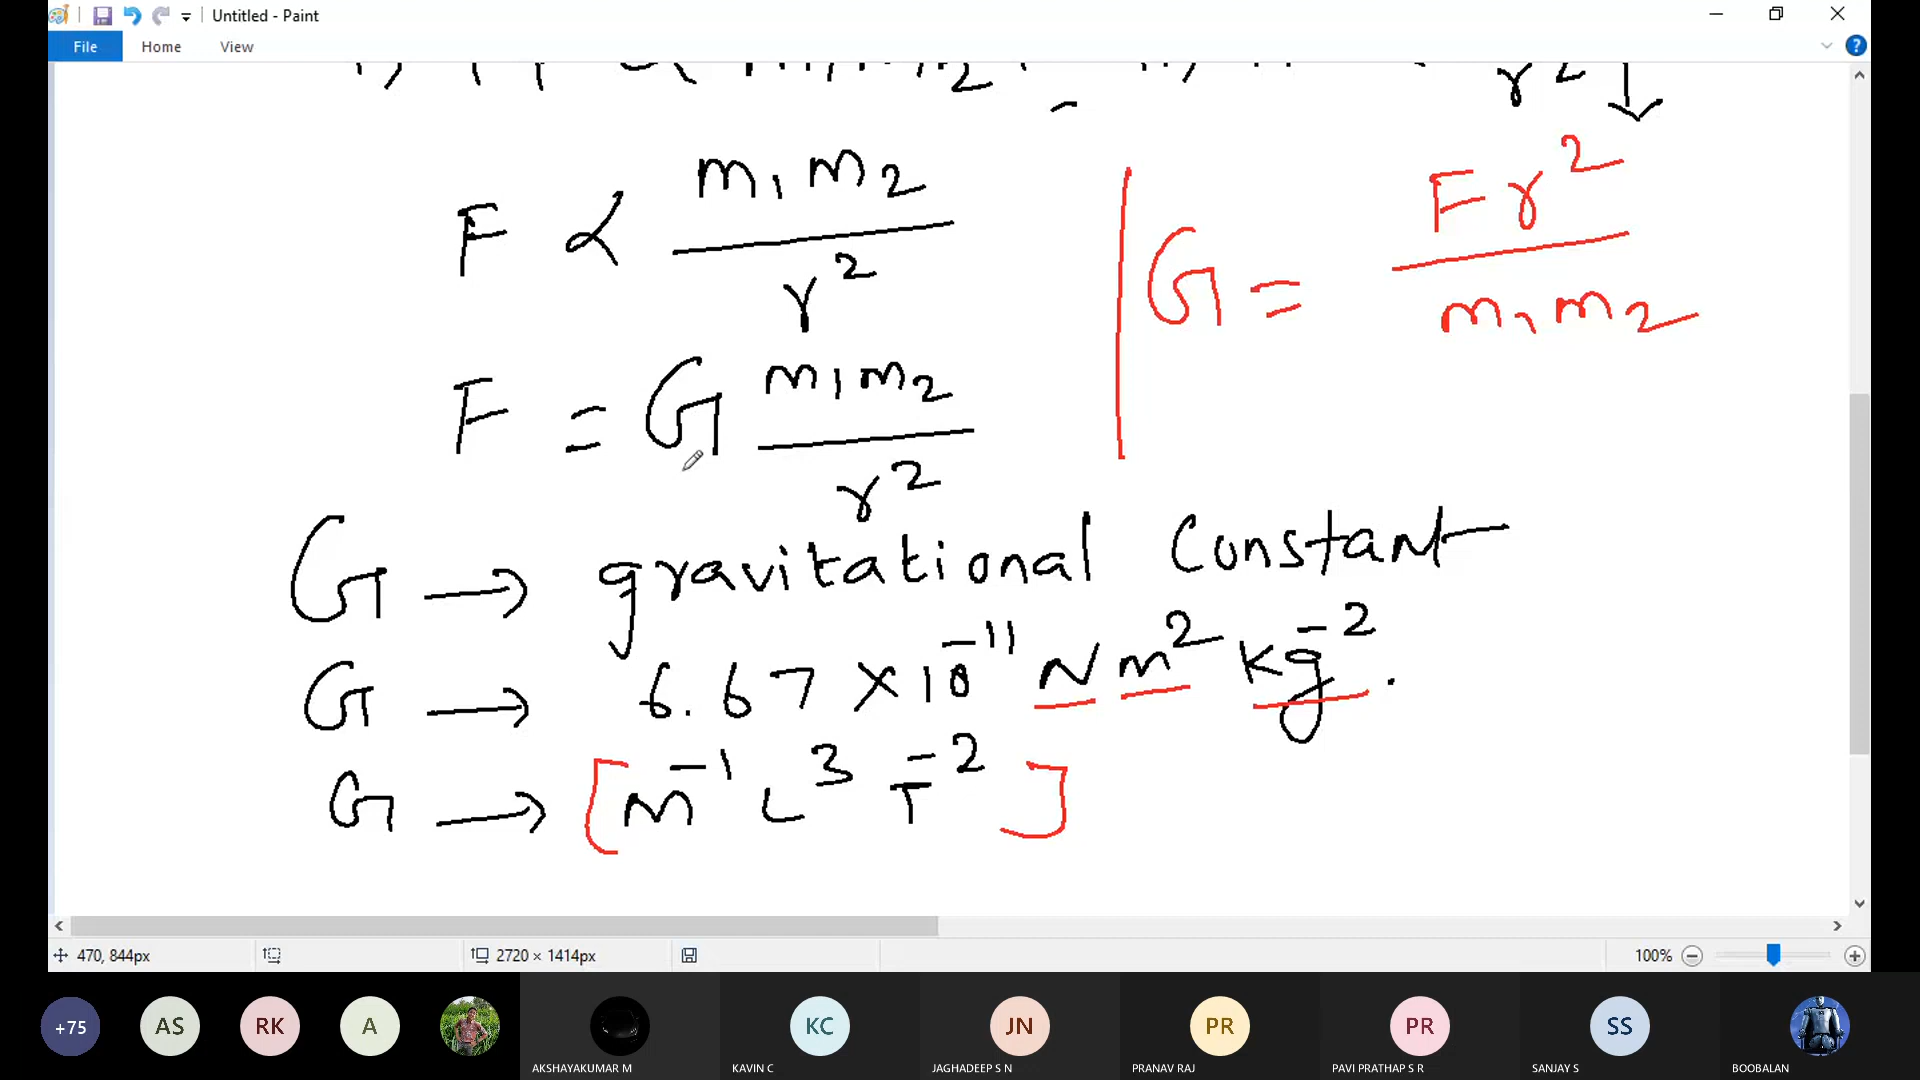 Untitled - Paint
File Home View
r²
F ∝ m₁m₂ / r²
G = Fr² / m₁m₂
F = G m₁m₂ / r²
G → gravitational Constant
G → 6.67 × 10⁻¹¹ N m² kg⁻².
G → [M⁻¹ L³ T⁻²]
470, 844px 2720 × 1414px 100%
+75 AS RK A KC JN PR PR SS
AKSHAYAKUMAR M KAVIN C JAGHADEEP S N PRANAV RAJ PAVI PRATHAP S R SANJAY S BOOBALAN